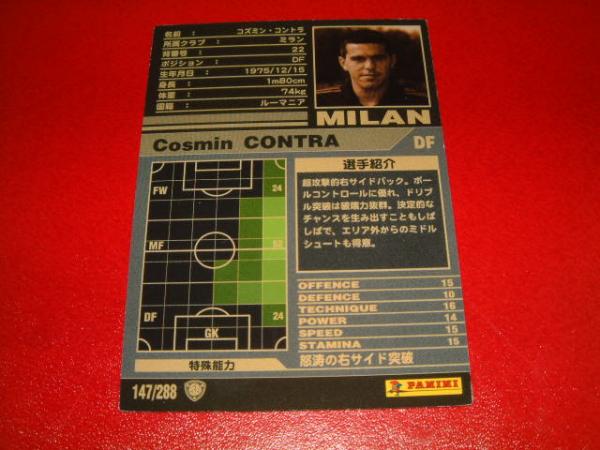 名前 : コズミン・コントラ
所属クラブ : ミラン
背番号 : 22
ポジション : DF
生年月日 : 1975/12/15
身長 : 1m80cm
体重 : 74kg
国籍 : ルーマニア
MILAN
Cosmin CONTRA DF
FW 24
MF 52
DF 24
GK
選手紹介
超攻撃的右サイドバック。ボー
ルコントロールに優れ、ドリブ
ル突破は破壊力抜群。決定的な
チャンスを生み出すこともしば
しばで、エリア外からのミドル
シュートも得意。
OFFENCE 15
DEFENCE 10
TECHNIQUE 16
POWER 14
SPEED 15
STAMINA 15
特殊能力 怒涛の右サイド突破
147/288
PANINI